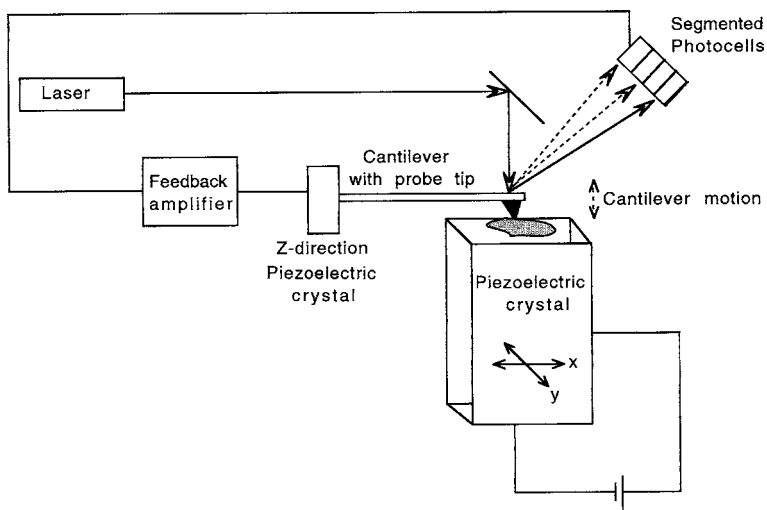 Segmented
Photocells
Laser
Cantilever
with probe tip
Feedback
amplifier
Cantilever motion
Z-direction
Piezoelectric
crystal
Piezoelectric
crystal
x
y